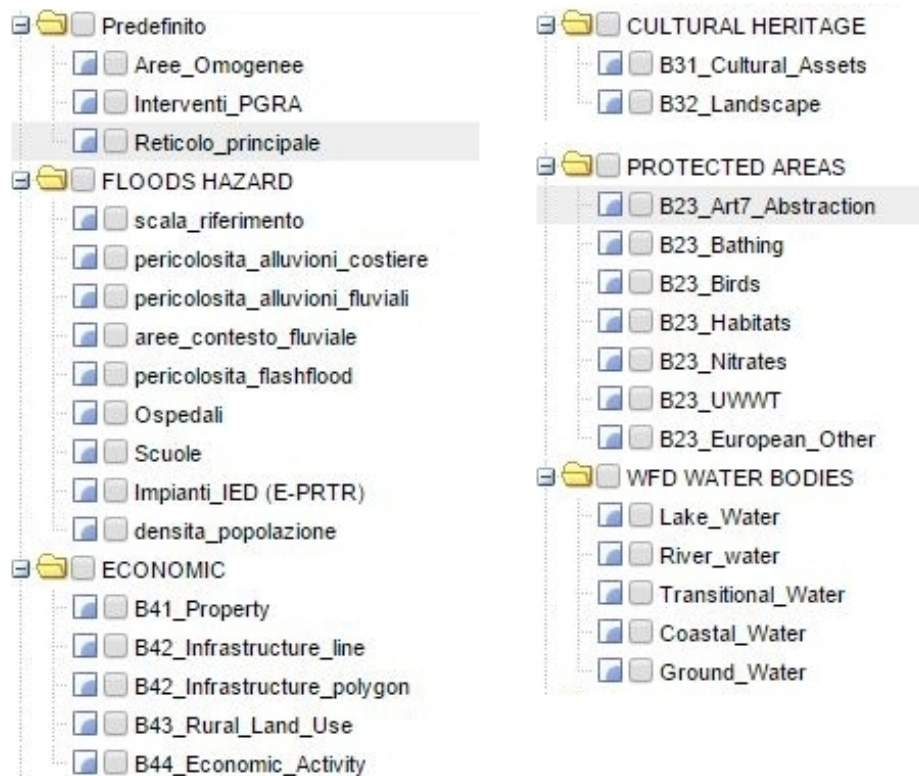 Predefinito
Aree_Omogenee
Interventi_PGRA
Reticolo_principale
FLOODS HAZARD
scala_riferimento
pericolosita_alluvioni_costiere
pericolosita_alluvioni_fluviali
aree_contesto_fluviale
pericolosita_flashflood
Ospedali
Scuole
Impianti_IED (E-PRTR)
densita_popolazione
ECONOMIC
B41_Property
B42_Infrastructure_line
B42_Infrastructure_polygon
B43_Rural_Land_Use
B44_Economic_Activity
CULTURAL HERITAGE
B31_Cultural_Assets
B32_Landscape
PROTECTED AREAS
B23_Art7_Abstraction
B23_Bathing
B23_Birds
B23_Habitats
B23_Nitrates
B23_UWWT
B23_European_Other
WFD WATER BODIES
Lake_Water
River_water
Transitional_Water
Coastal_Water
Ground_Water